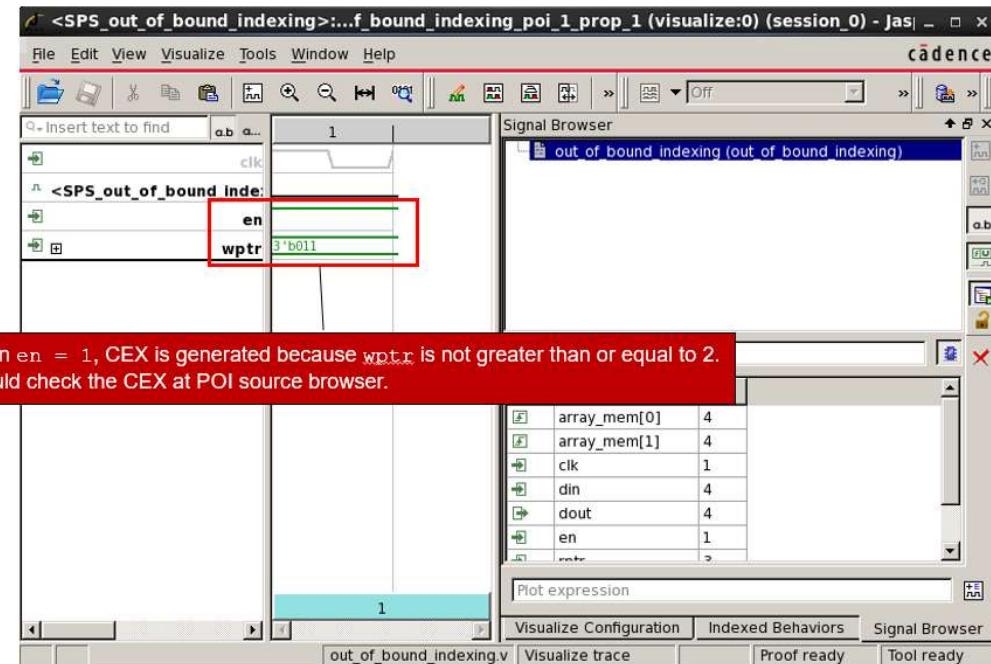 <SPS_out_of_bound_indexing>:...f_bound_indexing_poi_1_prop_1 (visualize:0) (session_0) - Jas
File Edit View Visualize Tools Window Help
cādence
Off
Insert text to find
a.b a...
1
Signal Browser
clk
out_of_bound_indexing (out_of_bound_indexing)
<SPS_out_of_bound_inde:
en
a.b
wptr 3'b011
n en = 1, CEX is generated because wptr is not greater than or equal to 2.
uld check the CEX at POI source browser.
array_mem[0] 4
array_mem[1] 4
clk 1
din 4
dout 4
en 1
Plot expression
1
Visualize Configuration Indexed Behaviors Signal Browser
out_of_bound_indexing.v Visualize trace Proof ready Tool ready